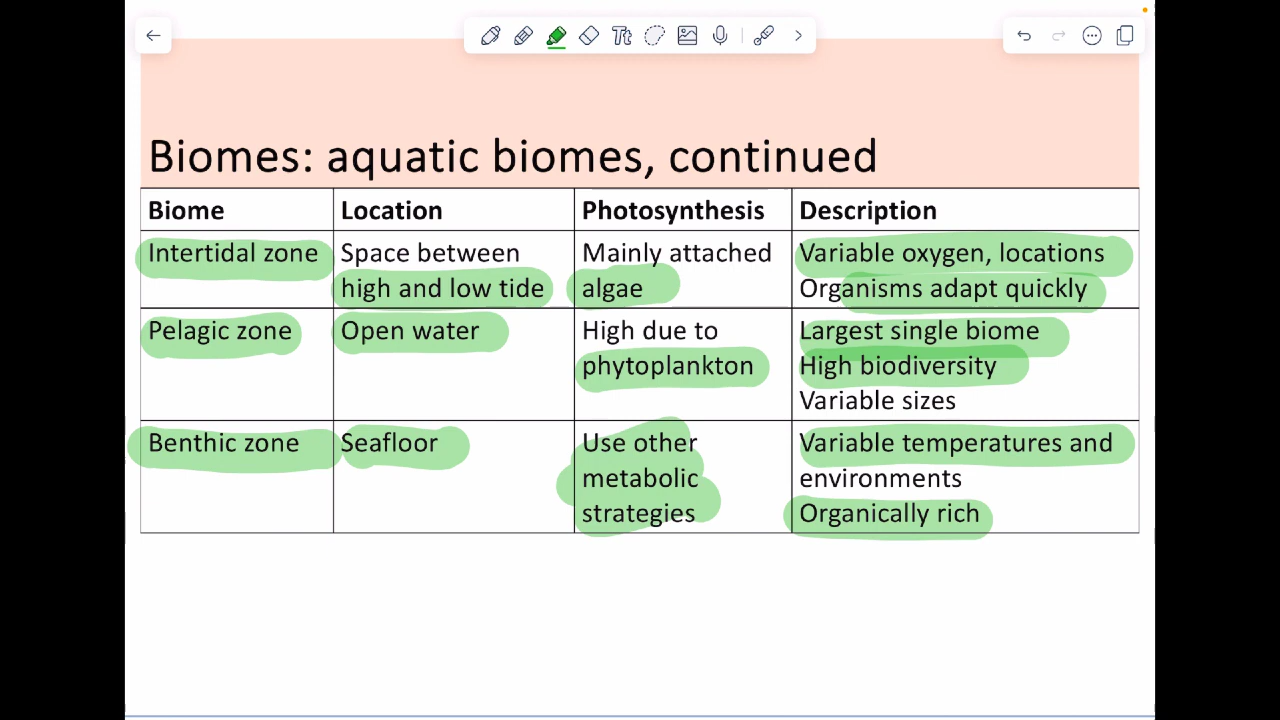 Tt
Biomes: aquatic biomes, continued
Biome Location Photosynthesis Description
Intertidal zone Space between Mainly attached Variable oxygen, locations
high and low tide algae Organisms adapt quickly
Pelagic zone Open water High due to Largest single biome
phytoplankton High biodiversity
Variable sizes
Benthic zone Seafloor Use other Variable temperatures and
metabolic environments
strategies Organically rich